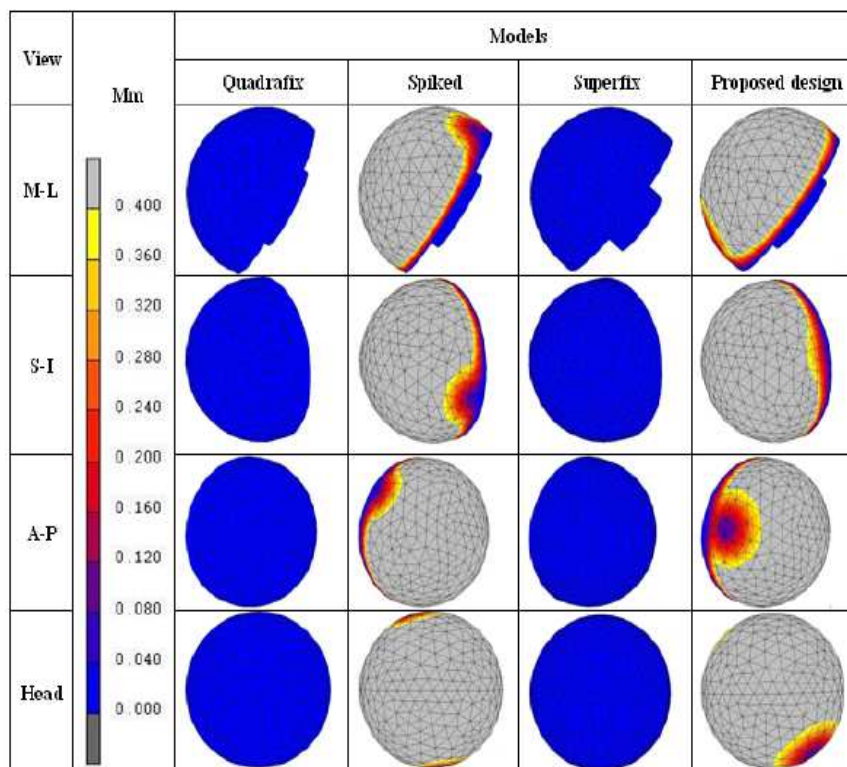 View
Mm
Models
Quadrafix
Spiked
Superfix
Proposed design
M-L
S-I
A-P
Head
0.400
0.360
0.320
0.280
0.240
0.200
0.160
0.120
0.080
0.040
0.000